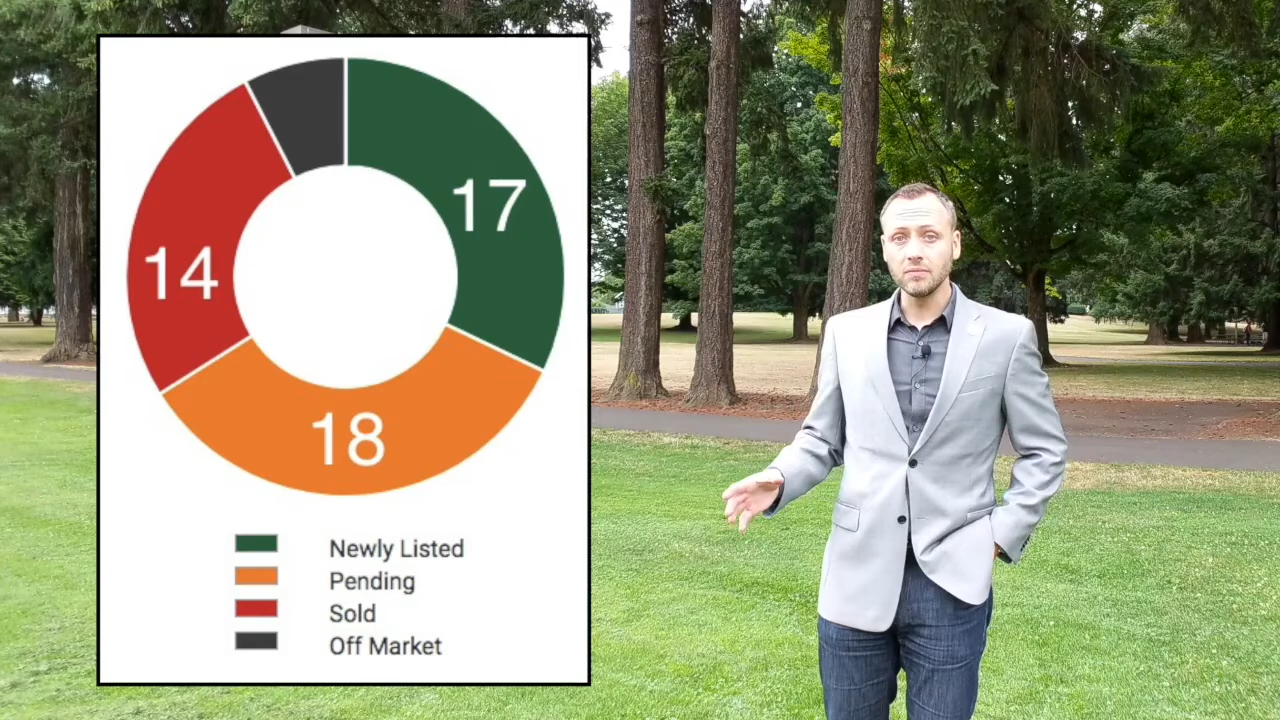 17
14
18
Newly Listed
Pending
Sold
Off Market